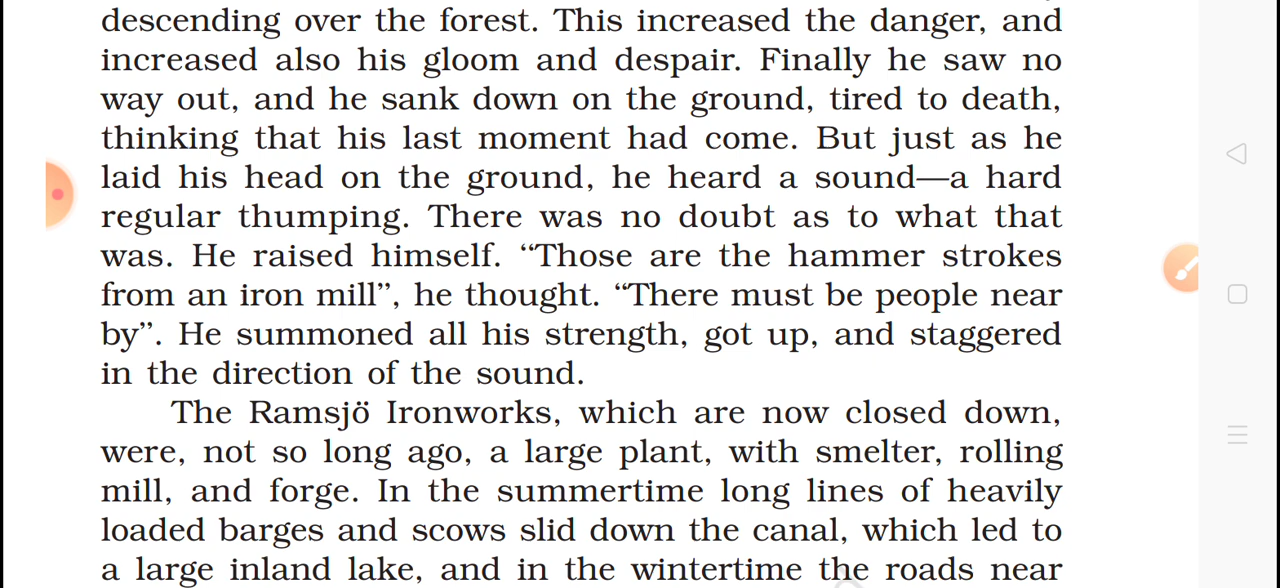 descending over the forest. This increased the danger, and
increased also his gloom and despair. Finally he saw no
way out, and he sank down on the ground, tired to death,
thinking that his last moment had come. But just as he
laid his head on the ground, he heard a sound—a hard
regular thumping. There was no doubt as to what that
was. He raised himself. “Those are the hammer strokes
from an iron mill”, he thought. “There must be people near
by”. He summoned all his strength, got up, and staggered
in the direction of the sound.
The Ramsjö Ironworks, which are now closed down,
were, not so long ago, a large plant, with smelter, rolling
mill, and forge. In the summertime long lines of heavily
loaded barges and scows slid down the canal, which led to
a large inland lake, and in the wintertime the roads near